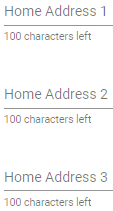 Home Address 1
100 characters left
Home Address 2
100 characters left
Home Address 3
100 characters left